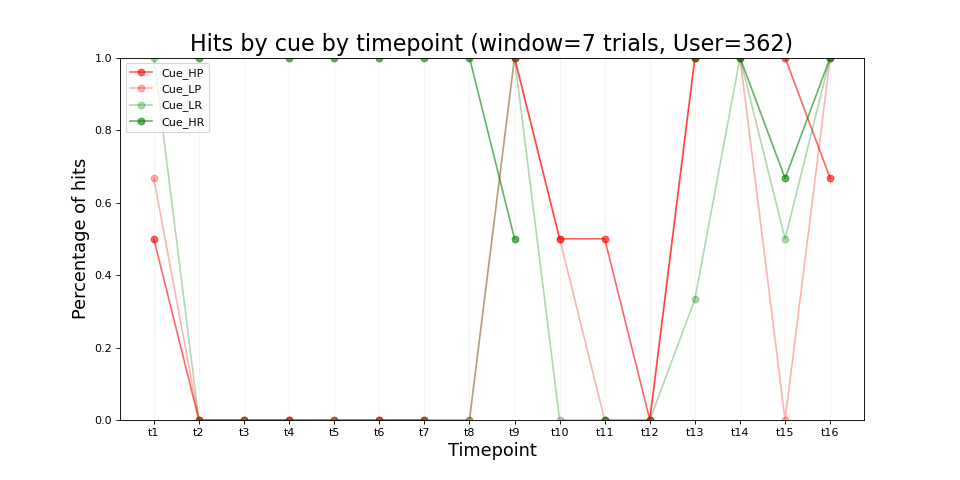 Hits by cue by timepoint (window=7 trials, User=362)
1.0
0.8
0.6
0.4
0.2
0.0
Percentage of hits
Cue_HP
Cue_LP
Cue_LR
Cue_HR
t1 t2 t3 t4 t5 t6 t7 t8 t9 t10 t11 t12 t13 t14 t15 t16
Timepoint